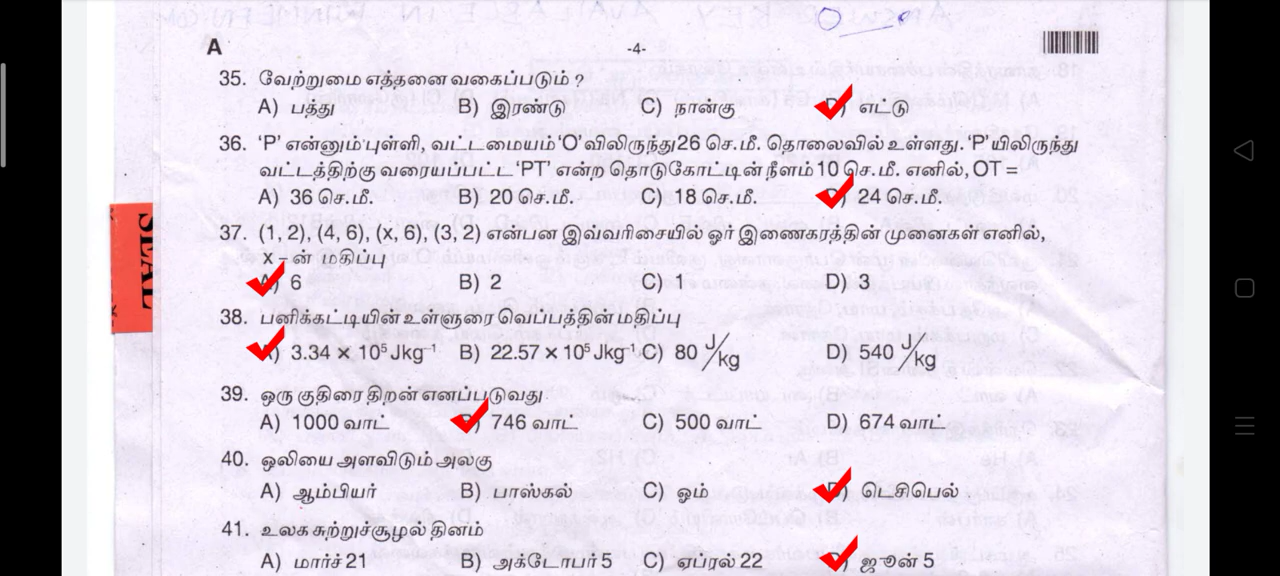 A
-4-
35. வேற்றுமை எத்தனை வகைப்படும் ?
A) பத்து B) இரண்டு C) நான்கு D) எட்டு
36. 'P' என்னும் புள்ளி, வட்டமையம் 'O' விலிருந்து 26 செ.மீ. தொலைவில் உள்ளது. 'P' யிலிருந்து
வட்டத்திற்கு வரையப்பட்ட 'PT' என்ற தொடுகோட்டின் நீளம் 10 செ.மீ. எனில், OT =
A) 36 செ.மீ. B) 20 செ.மீ. C) 18 செ.மீ. 24 செ.மீ.
37. (1, 2), (4, 6), (x, 6), (3, 2) என்பன இவ்வரிசையில் ஓர் இணைகரத்தின் முனைகள் எனில்,
x – ன் மதிப்பு
A) 6 B) 2 C) 1 D) 3
38. பனிக்கட்டியின் உள்ளுரை வெப்பத்தின் மதிப்பு
A) 3.34 × 10⁵ Jkg⁻¹ B) 22.57 × 10⁵ Jkg⁻¹ C) 80 J/kg D) 540 J/kg
39. ஒரு குதிரை திறன் எனப்படுவது
A) 1000 வாட் B) 746 வாட் C) 500 வாட் D) 674 வாட்
40. ஒலியை அளவிடும் அலகு
A) ஆம்பியர் B) பாஸ்கல் C) ஓம் D) டெசிபெல்
41. உலக சுற்றுச்சூழல் தினம்
A) மார்ச் 21 B) அக்டோபர் 5 C) ஏப்ரல் 22 D) ஜூன் 5
SEAL